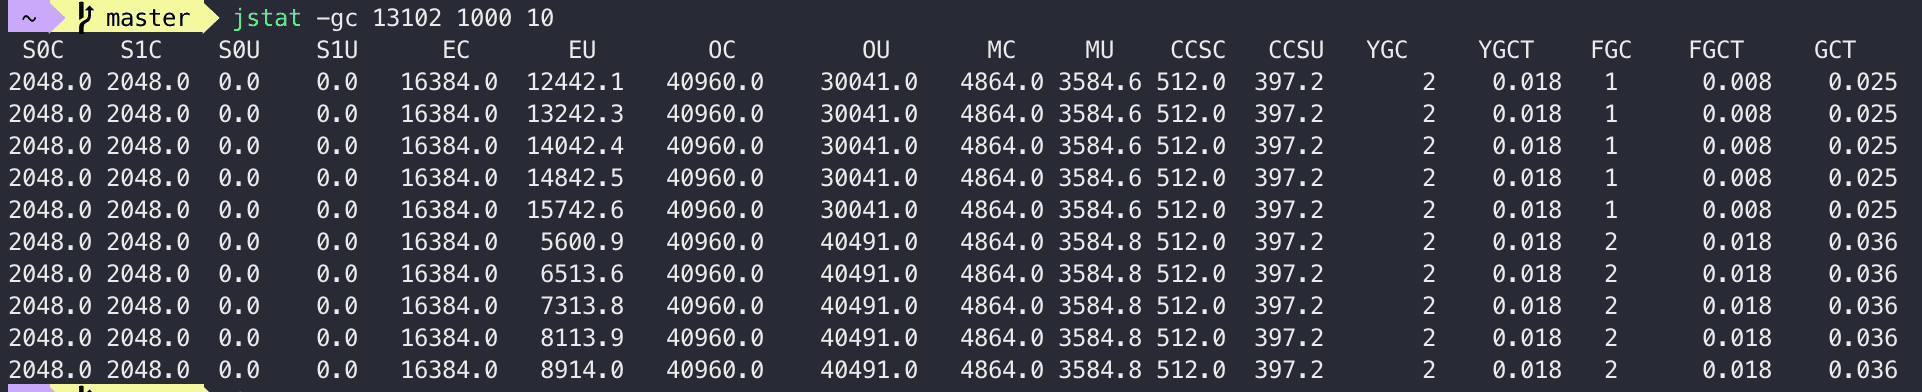 ~ master jstat -gc 13102 1000 10
S0C S1C S0U S1U EC EU OC OU MC MU CCSC CCSU YGC YGCT FGC FGCT GCT
2048.0 2048.0 0.0 0.0 16384.0 12442.1 40960.0 30041.0 4864.0 3584.6 512.0 397.2 2 0.018 1 0.008 0.025
2048.0 2048.0 0.0 0.0 16384.0 13242.3 40960.0 30041.0 4864.0 3584.6 512.0 397.2 2 0.018 1 0.008 0.025
2048.0 2048.0 0.0 0.0 16384.0 14042.4 40960.0 30041.0 4864.0 3584.6 512.0 397.2 2 0.018 1 0.008 0.025
2048.0 2048.0 0.0 0.0 16384.0 14842.5 40960.0 30041.0 4864.0 3584.6 512.0 397.2 2 0.018 1 0.008 0.025
2048.0 2048.0 0.0 0.0 16384.0 15742.6 40960.0 30041.0 4864.0 3584.6 512.0 397.2 2 0.018 1 0.008 0.025
2048.0 2048.0 0.0 0.0 16384.0 5600.9 40960.0 40491.0 4864.0 3584.8 512.0 397.2 2 0.018 2 0.018 0.036
2048.0 2048.0 0.0 0.0 16384.0 6513.6 40960.0 40491.0 4864.0 3584.8 512.0 397.2 2 0.018 2 0.018 0.036
2048.0 2048.0 0.0 0.0 16384.0 7313.8 40960.0 40491.0 4864.0 3584.8 512.0 397.2 2 0.018 2 0.018 0.036
2048.0 2048.0 0.0 0.0 16384.0 8113.9 40960.0 40491.0 4864.0 3584.8 512.0 397.2 2 0.018 2 0.018 0.036
2048.0 2048.0 0.0 0.0 16384.0 8914.0 40960.0 40491.0 4864.0 3584.8 512.0 397.2 2 0.018 2 0.018 0.036